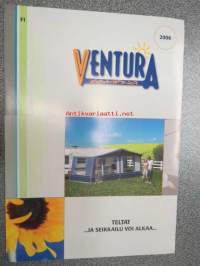 FI
2006
VENTURA
TELTAT
...JA SEIKKAILU VOI ALKAA...
antikvariaatti.net